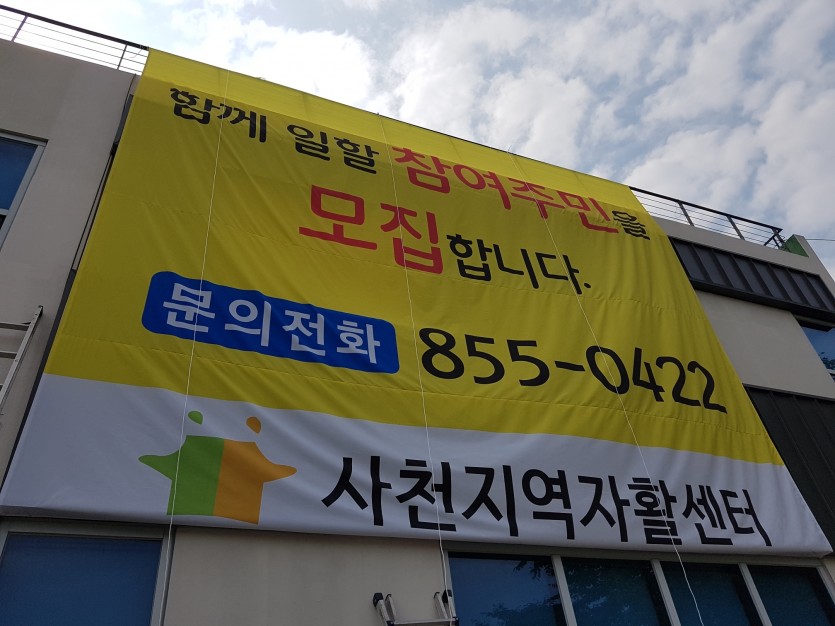 함께 일할 참여주민을
모집합니다.
문의전화 855-0422
사천지역자활센터